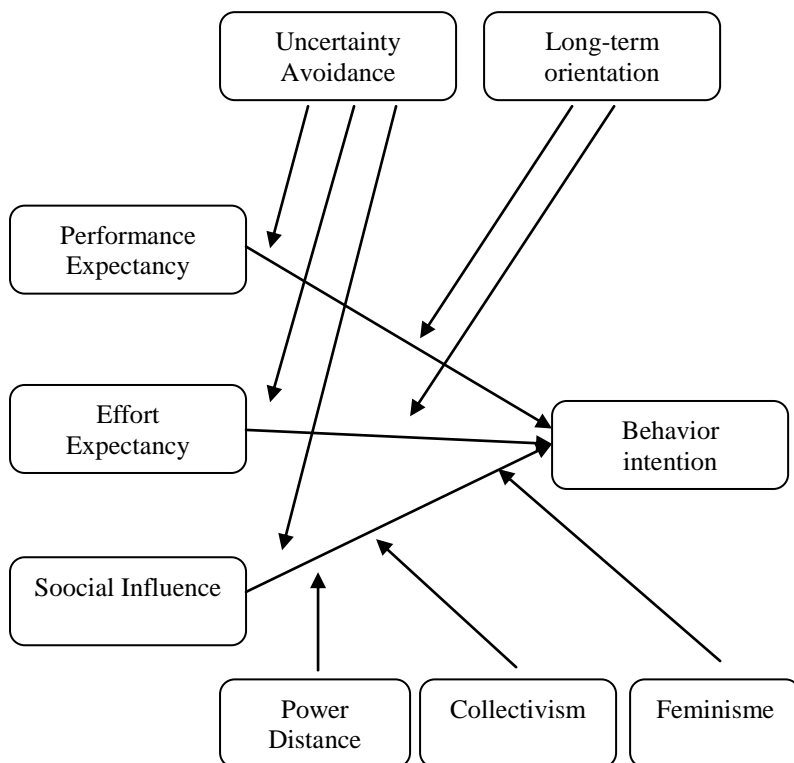 Uncertainty
Avoidance
Long-term
orientation
Performance
Expectancy
Effort
Expectancy
Behavior
intention
Soocial Influence
Power
Distance
Collectivism
Feminisme